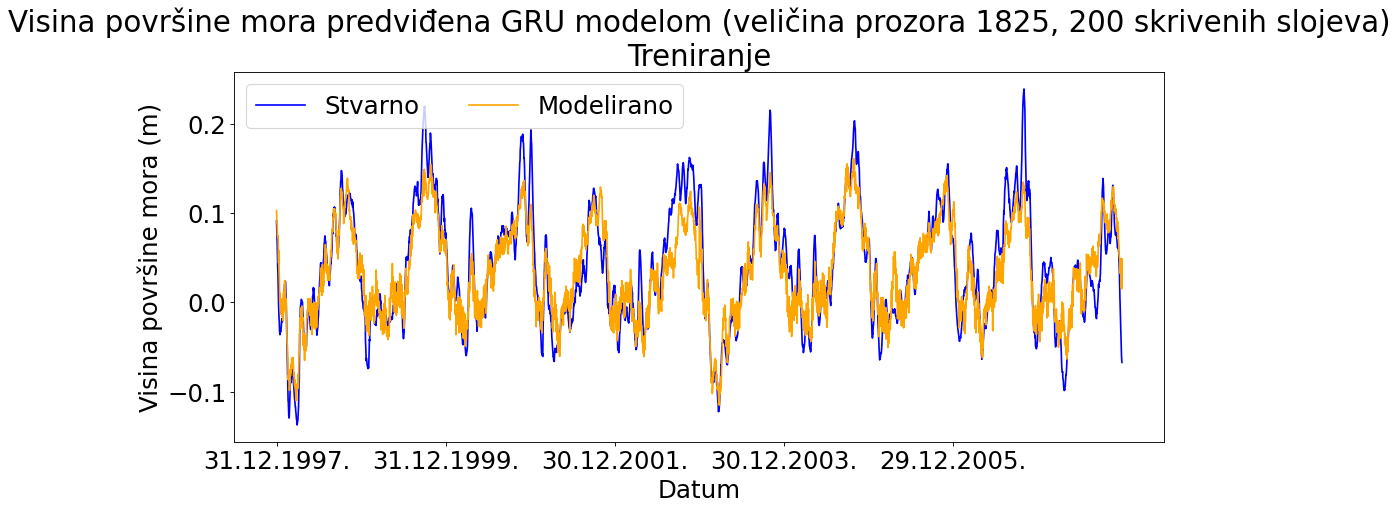 Visina površine mora predviđena GRU modelom (veličina prozora 1825, 200 skrivenih slojeva)
Treniranje
Stvarno Modelirano
Visina površine mora (m)
0.2
0.1
0.0
−0.1
31.12.1997. 31.12.1999. 30.12.2001. 30.12.2003. 29.12.2005.
Datum